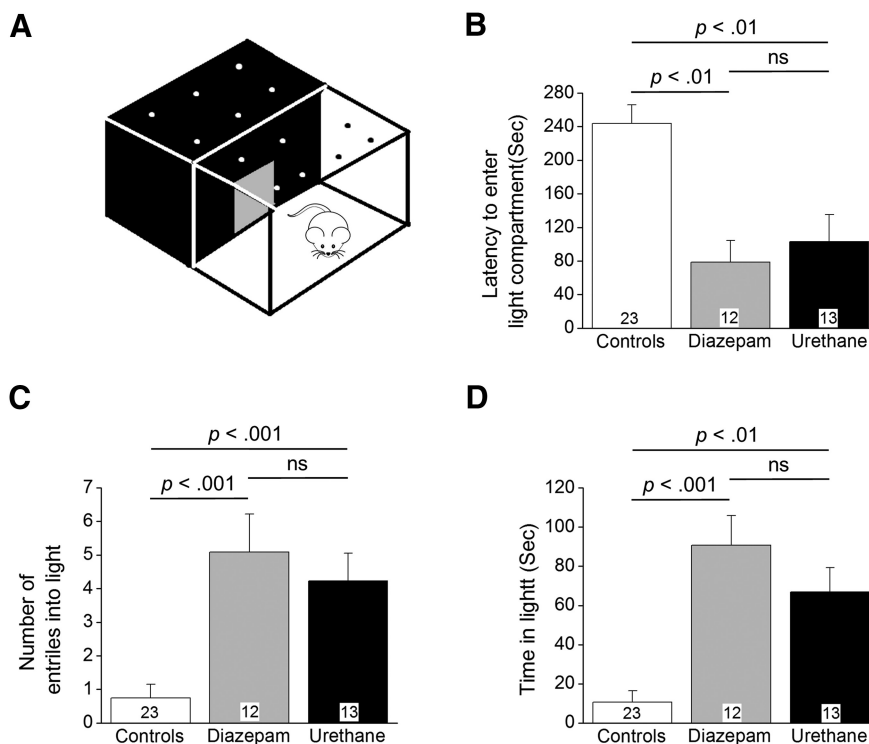 A
B
p < .01
ns
p < .01
Latency to enter
light compartment(Sec)
280
240
200
160
120
80
40
0
23
12
13
Controls Diazepam Urethane
C
p < .001
ns
p < .001
Number of
entriles into light
7
6
5
4
3
2
1
0
23
12
13
Controls Diazepam Urethane
D
p < .01
ns
p < .001
Time in lightt (Sec)
120
100
80
60
40
20
0
23
12
13
Controls Diazepam Urethane